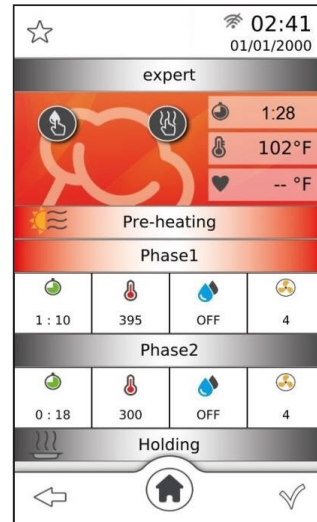 02:41
01/01/2000
expert
1:28
102°F
-- °F
Pre-heating
Phase1
1 : 10 395 OFF 4
Phase2
0 : 18 300 OFF 4
Holding